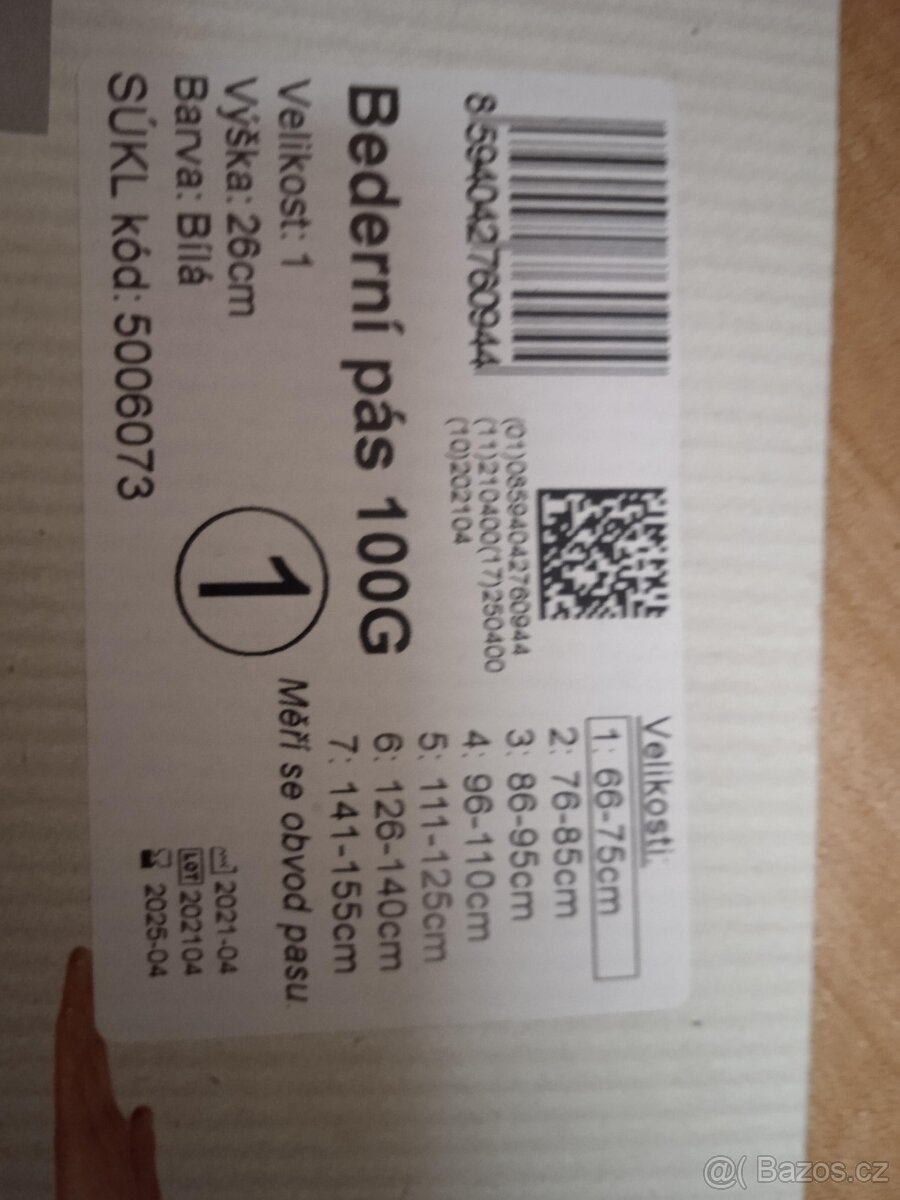 8594042760944
(01)08594042760944
(11)210400(17)250400
(10)202104
Bederní pás 100G
Velikost: 1
Výška: 26cm
Barva: Bílá
SÚKL kód: 5006073
1
Velikosti:
1: 66-75cm
2: 76-85cm
3: 86-95cm
4: 96-110cm
5: 111-125cm
6: 126-140cm
7: 141-155cm
Měří se obvod pasu.
2021-04
LOT 202104
2025-04
@( Bazos.cz